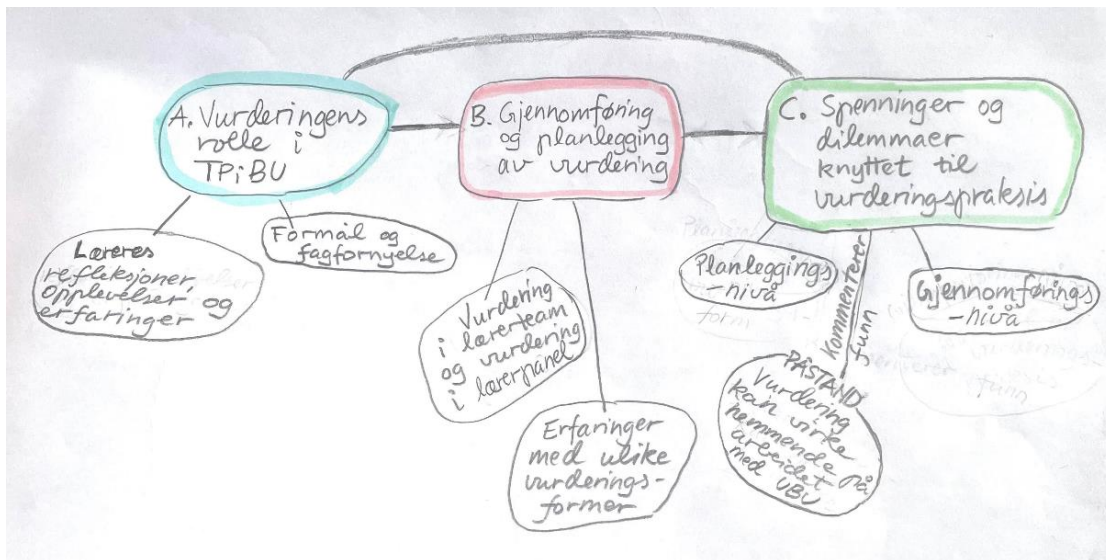 A. Vurderingens
rolle i
TPiBU
B. Gjennomføring
og planlegging
av vurdering
C. Spenninger og
dilemmaer
knyttet til
vurderingspraksis
Læreres
refleksjoner,
opplevelser og
erfaringer
Formål og
fagfornyelse
Vurdering
i lærerteam
og vurdering
i lærerpanel
Erfaringer
med ulike
vurderings-
former
Planleggings
-nivå
kommenterer
funn
PÅSTAND
Vurdering
kan virke
hemmende på
arbeidet
med UBU
Gjennomførings
-nivå